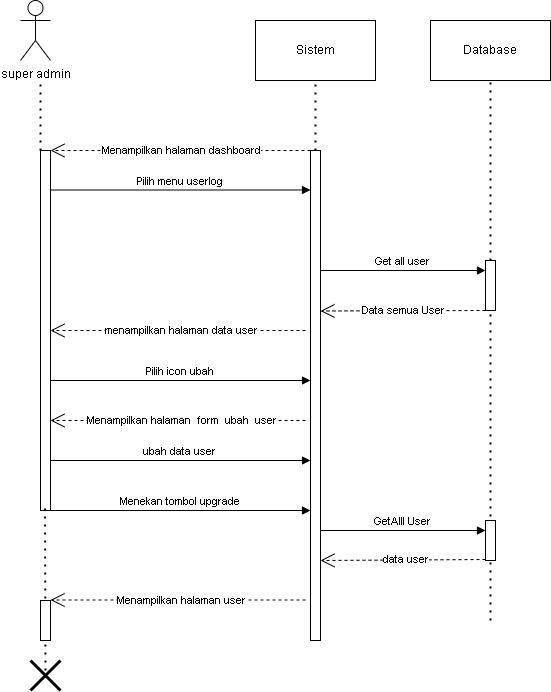 super admin
Sistem
Database
Menampilkan halaman dashboard
Pilih menu userlog
Get all user
Data semua User
menampilkan halaman data user
Pilih icon ubah
Menampilkan halaman form ubah user
ubah data user
Menekan tombol upgrade
GetAlll User
data user
Menampilkan halaman user